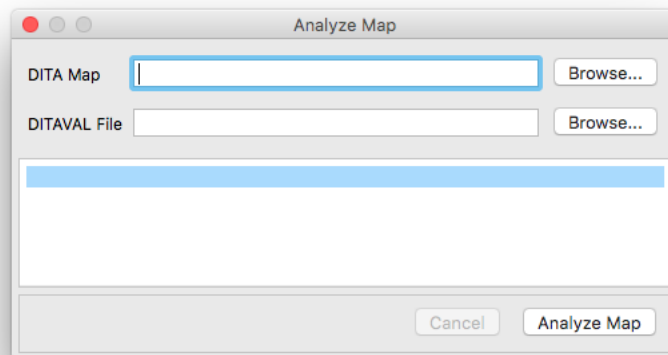 Analyze Map
DITA Map Browse...
DITAVAL File Browse...
Cancel Analyze Map